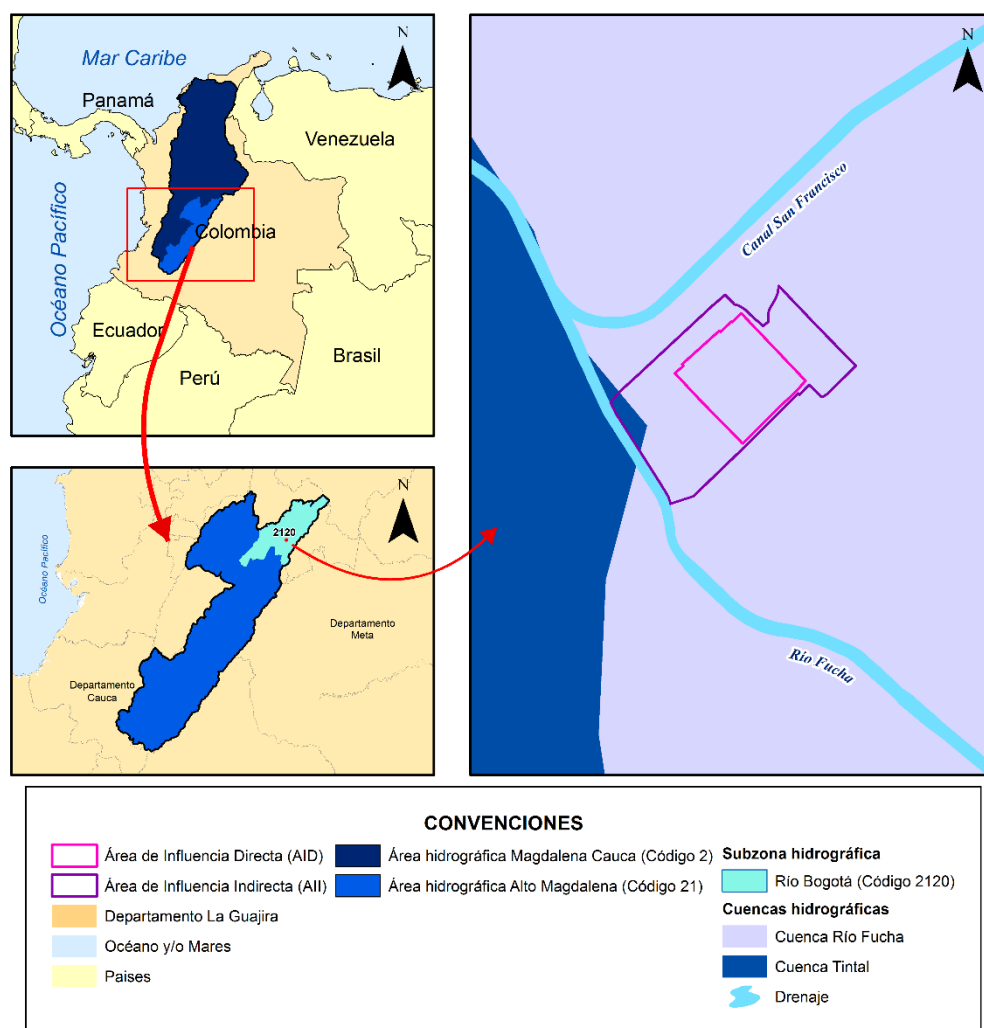 N
Mar Caribe
Panamá
Venezuela
Océano Pacífico
Colombia
Ecuador
Perú
Brasil
N
Océano Pacífico
2120
Departamento
Meta
Departamento
Cauca
N
Canal San Francisco
Río Fucha
CONVENCIONES
Área de Influencia Directa (AID)
Área de Influencia Indirecta (AII)
Departamento La Guajira
Océano y/o Mares
Paises
Área hidrográfica Magdalena Cauca (Código 2)
Área hidrográfica Alto Magdalena (Código 21)
Subzona hidrográfica
Río Bogotá (Código 2120)
Cuencas hidrográficas
Cuenca Río Fucha
Cuenca Tintal
Drenaje